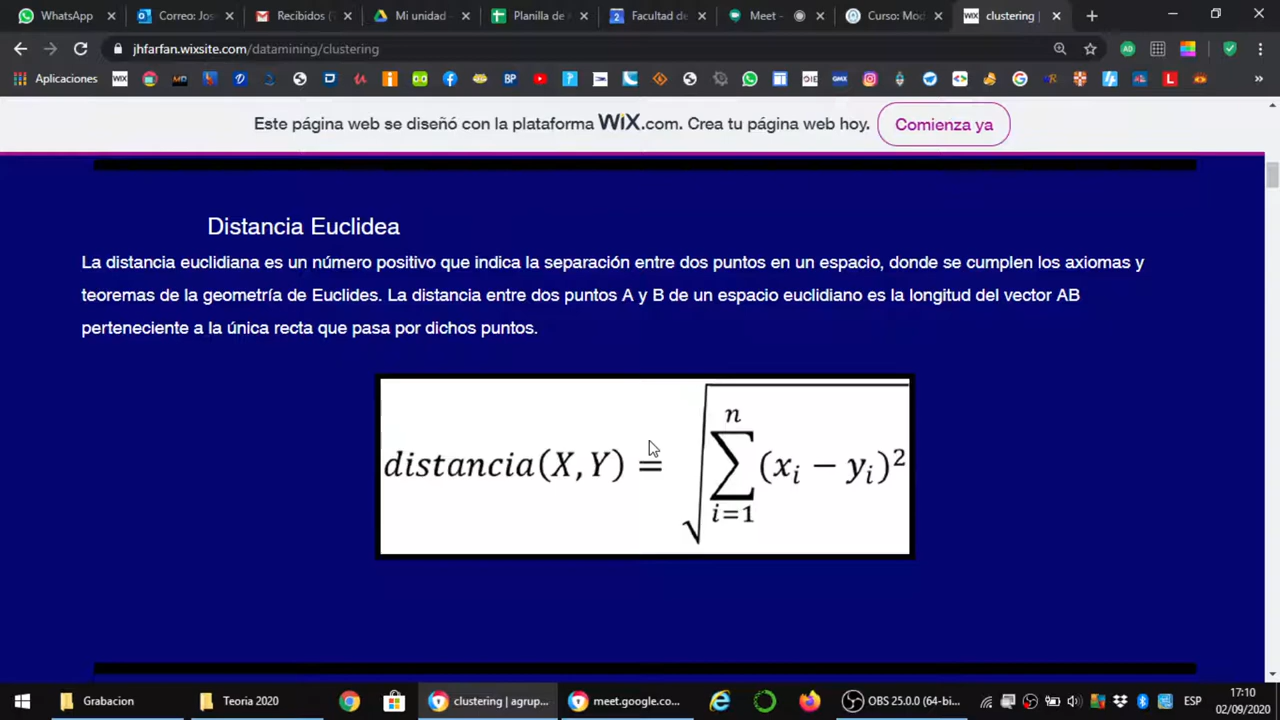 WhatsApp
Correo: Jos
Recibidos (
Mi unidad -
Planilla de A
Facultad de
Meet -
Curso: Mod
clustering |
jhfarfan.wixsite.com/datamining/clustering
Aplicaciones
Este página web se diseñó con la plataforma WiX.com. Crea tu página web hoy.
Comienza ya
Distancia Euclidea
La distancia euclidiana es un número positivo que indica la separación entre dos puntos en un espacio, donde se cumplen los axiomas y
teoremas de la geometría de Euclides. La distancia entre dos puntos A y B de un espacio euclidiano es la longitud del vector AB
perteneciente a la única recta que pasa por dichos puntos.
distancia(X,Y) = √ ∑ i=1 n (xi − yi)²
Grabacion
Teoria 2020
clustering | agrup...
meet.google.co...
OBS 25.0.0 (64-bi...
ESP
17:10
02/09/2020